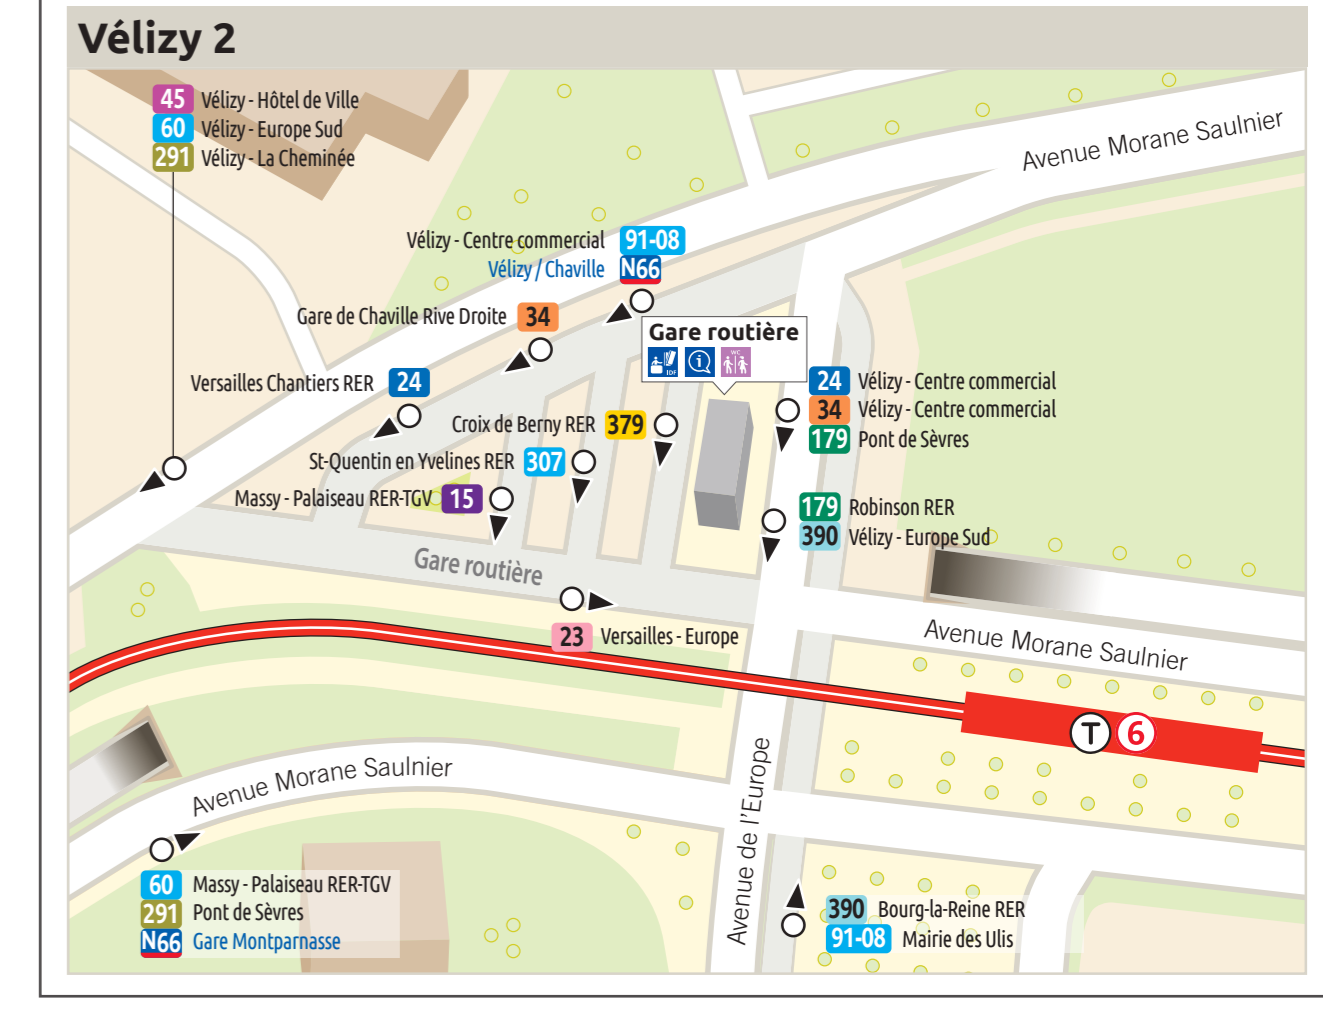 Vélizy 2
45 Vélizy - Hôtel de Ville
60 Vélizy - Europe Sud
291 Vélizy - La Cheminée
Avenue Morane Saulnier
Vélizy - Centre commercial 91-08
Vélizy / Chaville N66
Gare de Chaville Rive Droite 34
Gare routière
IDF i WC
Versailles Chantiers RER 24
24 Vélizy - Centre commercial
34 Vélizy - Centre commercial
179 Pont de Sèvres
Croix de Berny RER 379
St-Quentin en Yvelines RER 307
Massy - Palaiseau RER-TGV 15
179 Robinson RER
390 Vélizy - Europe Sud
Gare routière
23 Versailles - Europe
Avenue Morane Saulnier
T 6
Avenue Morane Saulnier
Avenue de l'Europe
60 Massy - Palaiseau RER-TGV
291 Pont de Sèvres
N66 Gare Montparnasse
390 Bourg-la-Reine RER
91-08 Mairie des Ulis